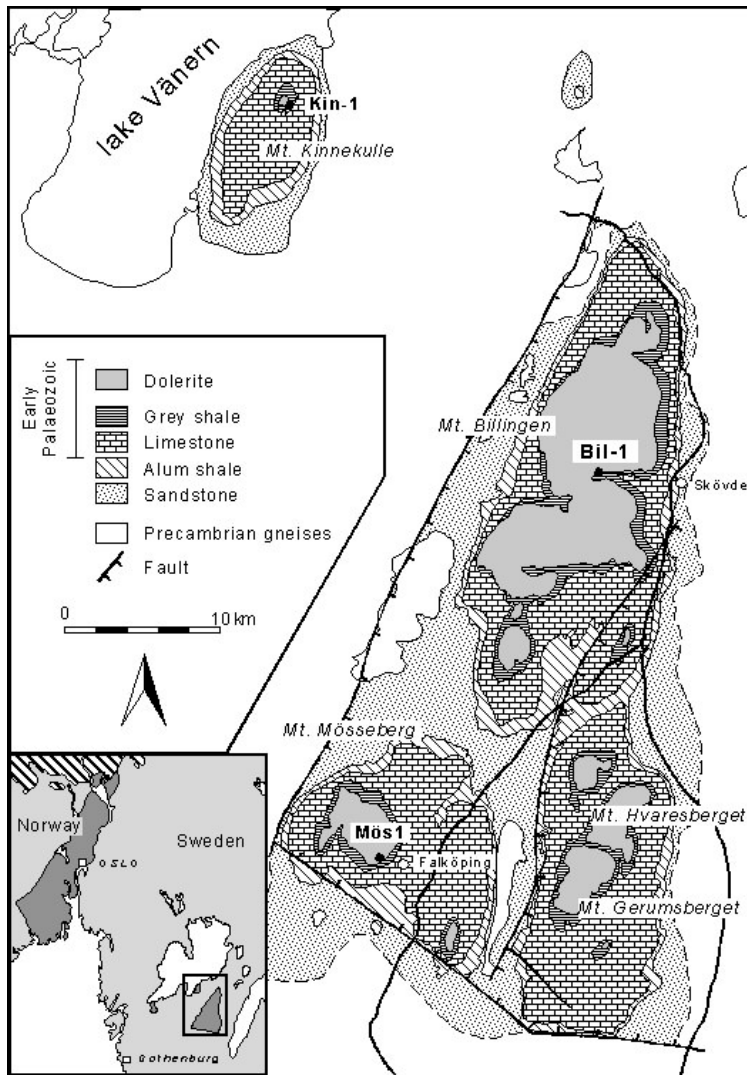 lake Vänern
Kin-1
Mt. Kinnekulle
Early
Palaeozoic
Dolerite
Grey shale
Limestone
Alum shale
Sandstone
Precambrian gneises
Fault
0 10 km
Mt. Billingen
Bil-1
Skövde
Mt. Mösseberg
Mös1
Falköping
Mt. Hvaresberget
Mt. Gerumsberget
Norway
Sweden
OSLO
Gothenburg